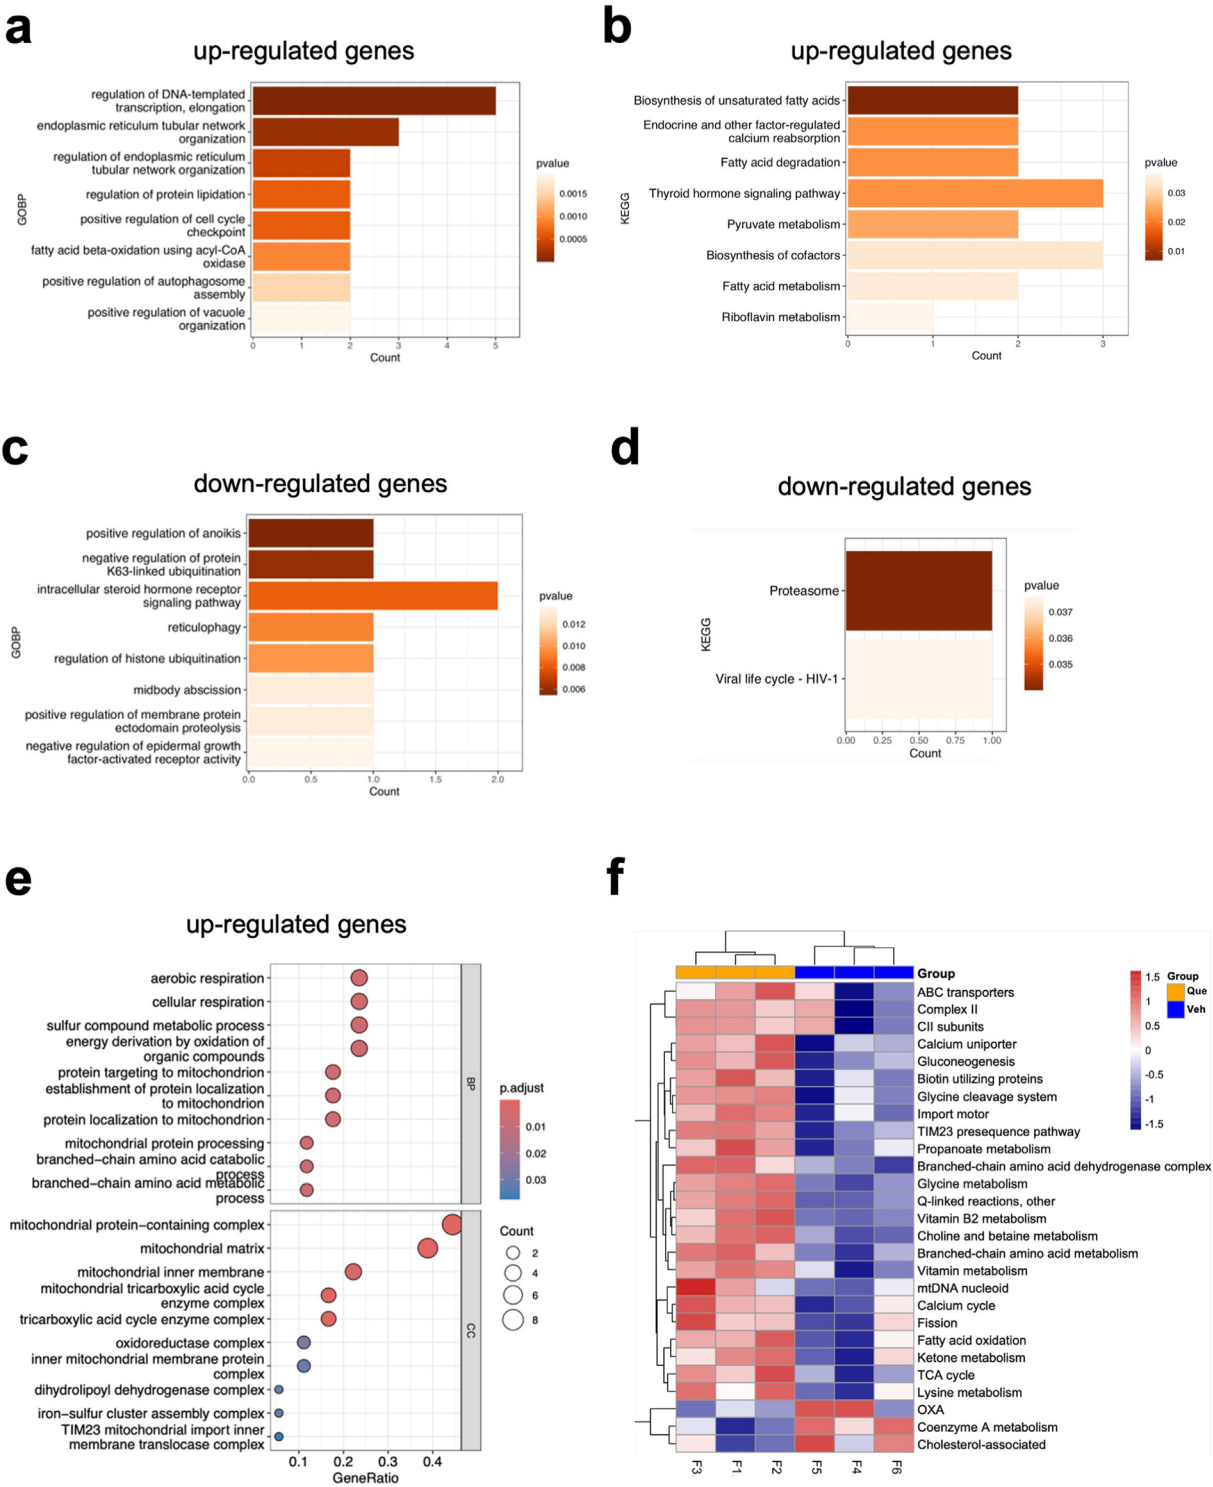 a
up-regulated genes
regulation of DNA-templated
transcription, elongation
endoplasmic reticulum tubular network
organization
regulation of endoplasmic reticulum
tubular network organization
regulation of protein lipidation
positive regulation of cell cycle
checkpoint
fatty acid beta-oxidation using acyl-CoA
oxidase
positive regulation of autophagosome
assembly
positive regulation of vacuole
organization
GOBP
0 1 2 3 4 5
Count
pvalue
0.0015
0.0010
0.0005
b
up-regulated genes
Biosynthesis of unsaturated fatty acids
Endocrine and other factor-regulated
calcium reabsorption
Fatty acid degradation
Thyroid hormone signaling pathway
Pyruvate metabolism
Biosynthesis of cofactors
Fatty acid metabolism
Riboflavin metabolism
KEGG
0 1 2 3
Count
pvalue
0.03
0.02
0.01
c
down-regulated genes
positive regulation of anoikis
negative regulation of protein
K63-linked ubiquitination
intracellular steroid hormone receptor
signaling pathway
reticulophagy
regulation of histone ubiquitination
midbody abscission
positive regulation of membrane protein
ectodomain proteolysis
negative regulation of epidermal growth
factor-activated receptor activity
GOBP
0.0 0.5 1.0 1.5 2.0
Count
pvalue
0.012
0.010
0.008
0.006
d
down-regulated genes
Proteasome
Viral life cycle - HIV-1
KEGG
0.00 0.25 0.50 0.75 1.00
Count
pvalue
0.037
0.036
0.035
e
up-regulated genes
aerobic respiration
cellular respiration
sulfur compound metabolic process
energy derivation by oxidation of
organic compounds
protein targeting to mitochondrion
establishment of protein localization
to mitochondrion
protein localization to mitochondrion
mitochondrial protein processing
branched−chain amino acid catabolic
process
branched−chain amino acid metabolic
process
BP
mitochondrial protein−containing complex
mitochondrial matrix
mitochondrial inner membrane
mitochondrial tricarboxylic acid cycle
enzyme complex
tricarboxylic acid cycle enzyme complex
oxidoreductase complex
inner mitochondrial membrane protein
complex
dihydrolipoyl dehydrogenase complex
iron−sulfur cluster assembly complex
TIM23 mitochondrial import inner
membrane translocase complex
CC
0.1 0.2 0.3 0.4
GeneRatio
p.adjust
0.01
0.02
0.03
Count
2
4
6
8
f
Group
ABC transporters
Complex II
CII subunits
Calcium uniporter
Gluconeogenesis
Biotin utilizing proteins
Glycine cleavage system
Import motor
TIM23 presequence pathway
Propanoate metabolism
Branched-chain amino acid dehydrogenase complex
Glycine metabolism
Q-linked reactions, other
Vitamin B2 metabolism
Choline and betaine metabolism
Branched-chain amino acid metabolism
Vitamin metabolism
mtDNA nucleoid
Calcium cycle
Fission
Fatty acid oxidation
Ketone metabolism
TCA cycle
Lysine metabolism
OXA
Coenzyme A metabolism
Cholesterol-associated
F3 F1 F2 F5 F4 F6
1.5
1
0.5
0
-0.5
-1
-1.5
Group
Que
Veh